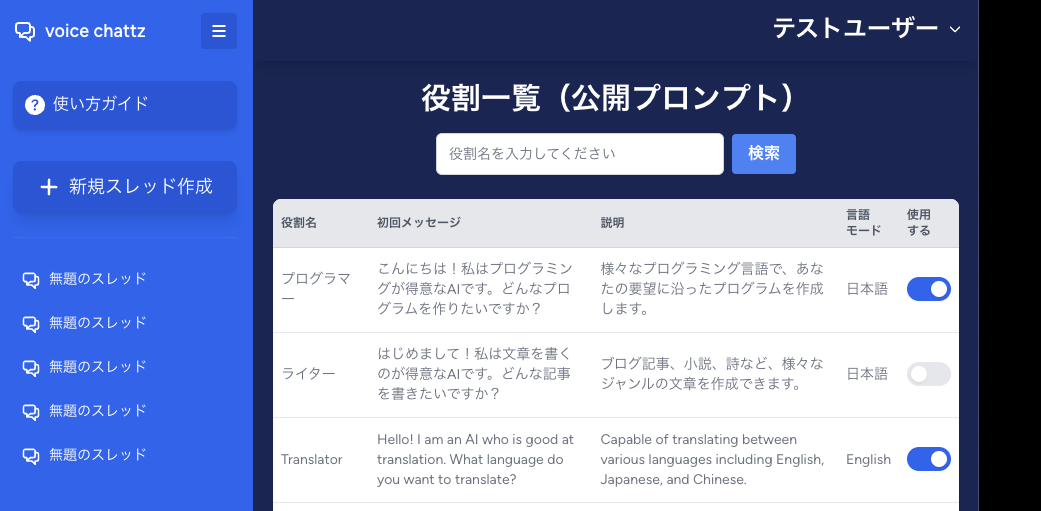 voice chattz
使い方ガイド
新規スレッド作成
無題のスレッド
無題のスレッド
無題のスレッド
無題のスレッド
無題のスレッド
テストユーザー
役割一覧（公開プロンプト）
役割名を入力してください
検索
役割名
初回メッセージ
説明
言語
モード
使用
する
プログラマ
ー
こんにちは！私はプログラミン
グが得意なAIです。どんなプロ
グラムを作りたいですか？
様々なプログラミング言語で、あな
たの要望に沿ったプログラムを作成
します。
日本語
ライター
はじめまして！私は文章を書く
のが得意なAIです。どんな記事
を書きたいですか？
ブログ記事、小説、詩など、様々な
ジャンルの文章を作成できます。
日本語
Translator
Hello! I am an AI who is good at
translation. What language do
you want to translate?
Capable of translating between
various languages including English,
Japanese, and Chinese.
English